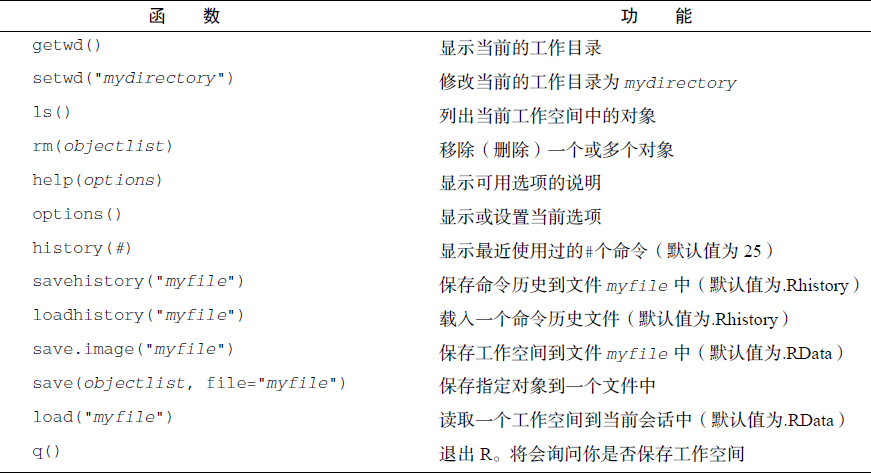 函 数 功 能
getwd() 显示当前的工作目录
setwd("mydirectory") 修改当前的工作目录为 mydirectory
ls() 列出当前工作空间中的对象
rm(objectlist) 移除（删除）一个或多个对象
help(options) 显示可用选项的说明
options() 显示或设置当前选项
history(#) 显示最近使用过的#个命令（默认值为 25）
savehistory("myfile") 保存命令历史到文件 myfile 中（默认值为.Rhistory）
loadhistory("myfile") 载入一个命令历史文件（默认值为.Rhistory）
save.image("myfile") 保存工作空间到文件 myfile 中（默认值为.RData）
save(objectlist, file="myfile") 保存指定对象到一个文件中
load("myfile") 读取一个工作空间到当前会话中（默认值为.RData）
q() 退出 R。将会询问你是否保存工作空间